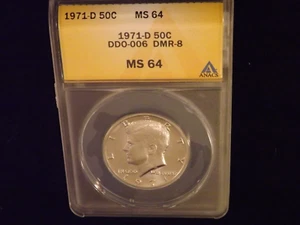 1971-D 50C MS 64
1971-D 50C
DDO-006 DMR-8
MS 64
ANACS